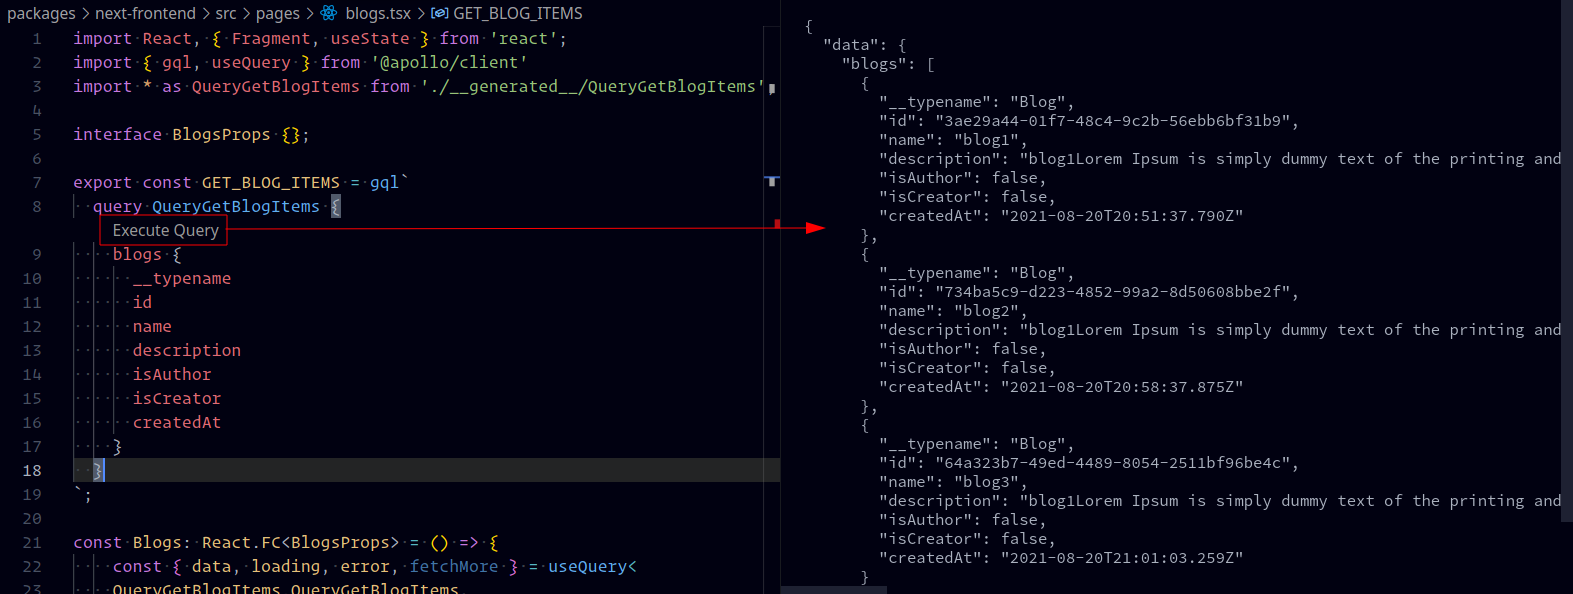 packages > next-frontend > src > pages > blogs.tsx > GET_BLOG_ITEMS
1 import React, { Fragment, useState } from 'react';
2 import { gql, useQuery } from '@apollo/client'
3 import * as QueryGetBlogItems from './__generated__/QueryGetBlogItems';
4
5 interface BlogsProps {};
6
7 export const GET_BLOG_ITEMS = gql`
8 query QueryGetBlogItems {
Execute Query
9 blogs {
10 __typename
11 id
12 name
13 description
14 isAuthor
15 isCreator
16 createdAt
17 }
18 }
19 `;
20
21 const Blogs: React.FC<BlogsProps> = () => {
22 const { data, loading, error, fetchMore } = useQuery<
23 QueryGetBlogItems.QueryGetBlogItems,
{
"data": {
"blogs": [
{
"__typename": "Blog",
"id": "3ae29a44-01f7-48c4-9c2b-56ebb6bf31b9",
"name": "blog1",
"description": "blog1Lorem Ipsum is simply dummy text of the printing and
"isAuthor": false,
"isCreator": false,
"createdAt": "2021-08-20T20:51:37.790Z"
},
{
"__typename": "Blog",
"id": "734ba5c9-d223-4852-99a2-8d50608bbe2f",
"name": "blog2",
"description": "blog1Lorem Ipsum is simply dummy text of the printing and
"isAuthor": false,
"isCreator": false,
"createdAt": "2021-08-20T20:58:37.875Z"
},
{
"__typename": "Blog",
"id": "64a323b7-49ed-4489-8054-2511bf96be4c",
"name": "blog3",
"description": "blog1Lorem Ipsum is simply dummy text of the printing and
"isAuthor": false,
"isCreator": false,
"createdAt": "2021-08-20T21:01:03.259Z"
}